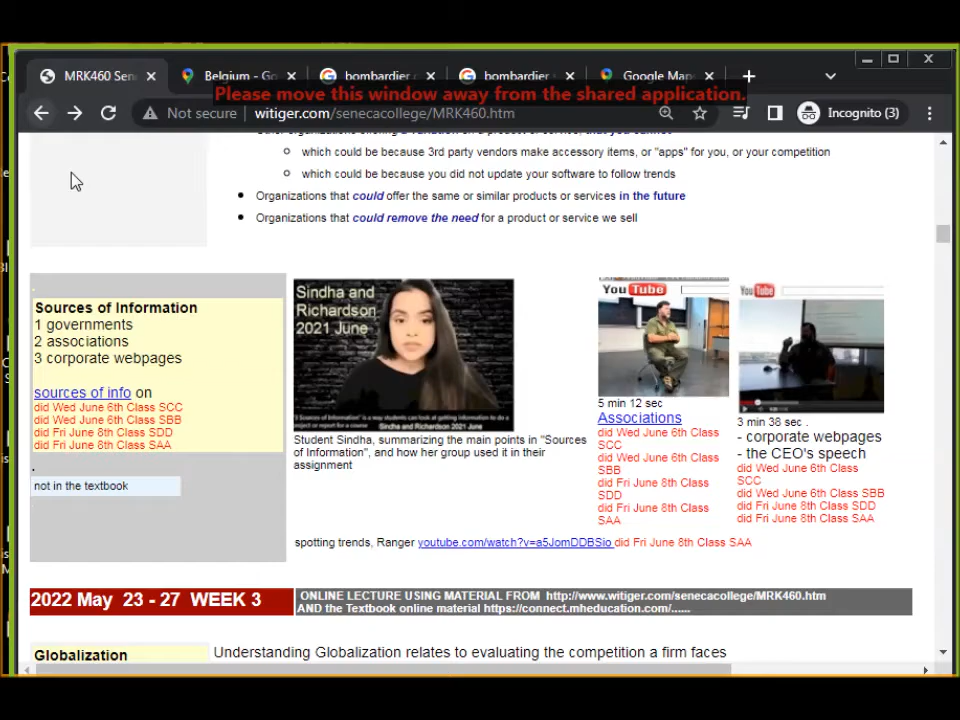 MRK460 Sen
Belgium - Go
bombardier
bombardier
Google Map
Please move this window away from the shared application.
Not secure
witiger.com/senecacollege/MRK460.htm
Incognito (3)
which could be because 3rd party vendors make accessory items, or "apps" for you, or your competition
which could be because you did not update your software to follow trends
Organizations that could offer the same or similar products or services in the future
Organizations that could remove the need for a product or service we sell
Sources of Information
1 governments
2 associations
3 corporate webpages
sources of info on
did Wed June 6th Class SCC
did Wed June 6th Class SBB
did Fri June 8th Class SDD
did Fri June 8th Class SAA
.
not in the textbook
Sindha and
Richardson
2021 June
Sindha and Richardson 2021 June
Student Sindha, summarizing the main points in "Sources
of Information", and how her group used it in their
assignment
You Tube
5 min 12 sec
Associations
did Wed June 6th Class
SCC
did Wed June 6th Class
SBB
did Fri June 8th Class
SDD
did Fri June 8th Class
SAA
You Tube
3 min 38 sec .
- corporate webpages
- the CEO's speech
did Wed June 6th Class
SCC
did Wed June 6th Class SBB
did Fri June 8th Class SDD
did Fri June 8th Class SAA
spotting trends, Ranger youtube.com/watch?v=a5JomDDBSio did Fri June 8th Class SAA
2022 May 23 - 27 WEEK 3
ONLINE LECTURE USING MATERIAL FROM http://www.witiger.com/senecacollege/MRK460.htm
AND the Textbook online material https://connect.mheducation.com/......
Globalization
Understanding Globalization relates to evaluating the competition a firm faces